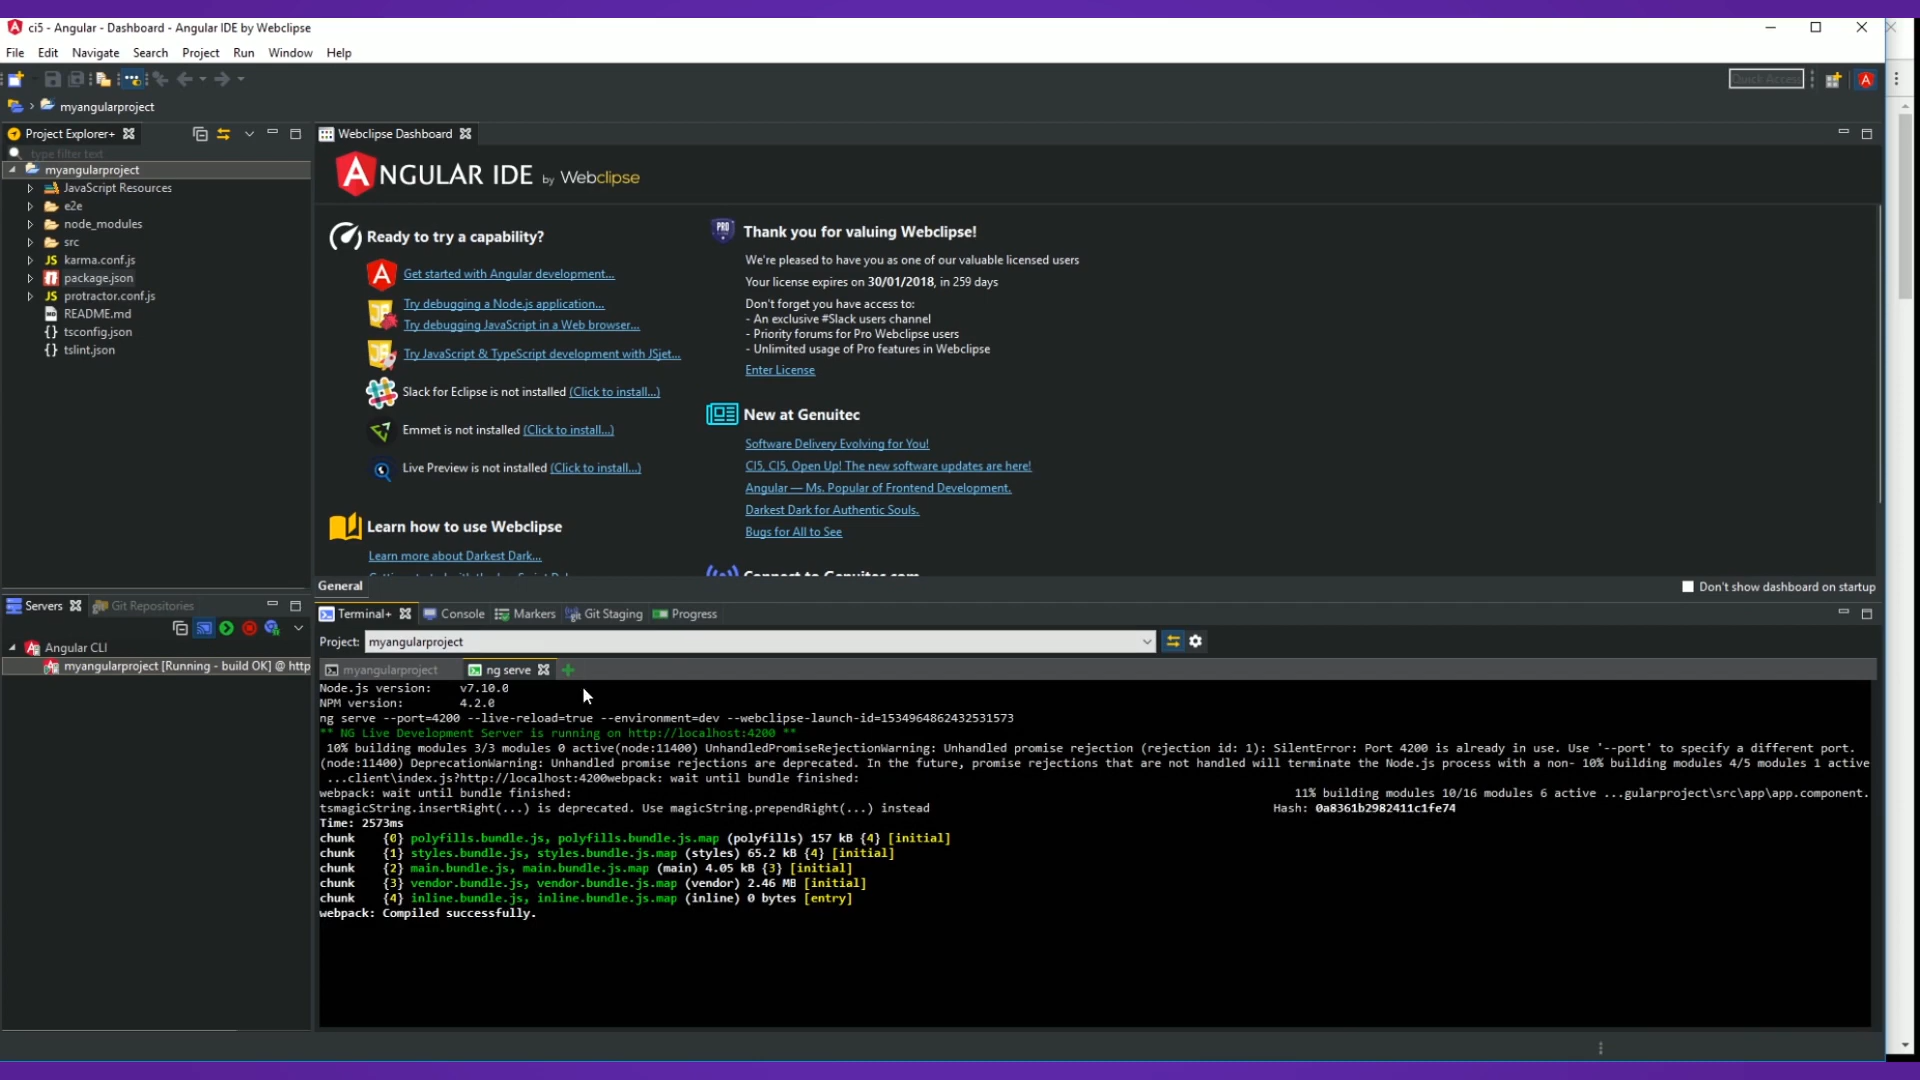 ci5 - Angular - Dashboard - Angular IDE by Webclipse
File Edit Navigate Search Project Run Window Help
Quick Access
myangularproject
Project Explorer+
type filter text
myangularproject
JavaScript Resources
e2e
node_modules
src
karma.conf.js
package.json
protractor.conf.js
README.md
tsconfig.json
tslint.json
Webclipse Dashboard
ANGULAR IDE by Webclipse
Ready to try a capability?
Get started with Angular development...
Try debugging a Node.js application...
Try debugging JavaScript in a Web browser...
Try JavaScript & TypeScript development with JSjet...
Slack for Eclipse is not installed (Click to install...)
Emmet is not installed (Click to install...)
Live Preview is not installed (Click to install...)
Learn how to use Webclipse
Learn more about Darkest Dark...
PRO
Thank you for valuing Webclipse!
We're pleased to have you as one of our valuable licensed users
Your license expires on 30/01/2018, in 259 days
Don't forget you have access to:
- An exclusive #Slack users channel
- Priority forums for Pro Webclipse users
- Unlimited usage of Pro features in Webclipse
Enter License
New at Genuitec
Software Delivery Evolving for You!
CI5, CI5, Open Up! The new software updates are here!
Angular — Ms. Popular of Frontend Development.
Darkest Dark for Authentic Souls.
Bugs for All to See
Connect to Genuitec.com
General
Don't show dashboard on startup
Servers Git Repositories
Angular CLI
myangularproject [Running - build OK] @ http
Terminal+ Console Markers Git Staging Progress
Project: myangularproject
myangularproject ng serve
Node.js version: v7.10.0
NPM version: 4.2.0
ng serve --port=4200 --live-reload=true --environment=dev --webclipse-launch-id=1534964862432531573
** NG Live Development Server is running on http://localhost:4200 **
10% building modules 3/3 modules 0 active(node:11400) UnhandledPromiseRejectionWarning: Unhandled promise rejection (rejection id: 1): SilentError: Port 4200 is already in use. Use '--port' to specify a different port.
(node:11400) DeprecationWarning: Unhandled promise rejections are deprecated. In the future, promise rejections that are not handled will terminate the Node.js process with a non- 10% building modules 4/5 modules 1 active
...client\index.js?http://localhost:4200webpack: wait until bundle finished:
webpack: wait until bundle finished: 11% building modules 10/16 modules 6 active ...gularproject\src\app\app.component.
tsmagicString.insertRight(...) is deprecated. Use magicString.prependRight(...) instead Hash: 0a8361b2982411c1fe74
Time: 2573ms
chunk {0} polyfills.bundle.js, polyfills.bundle.js.map (polyfills) 157 kB {4} [initial]
chunk {1} styles.bundle.js, styles.bundle.js.map (styles) 65.2 kB {4} [initial]
chunk {2} main.bundle.js, main.bundle.js.map (main) 4.05 kB {3} [initial]
chunk {3} vendor.bundle.js, vendor.bundle.js.map (vendor) 2.46 MB [initial]
chunk {4} inline.bundle.js, inline.bundle.js.map (inline) 0 bytes [entry]
webpack: Compiled successfully.